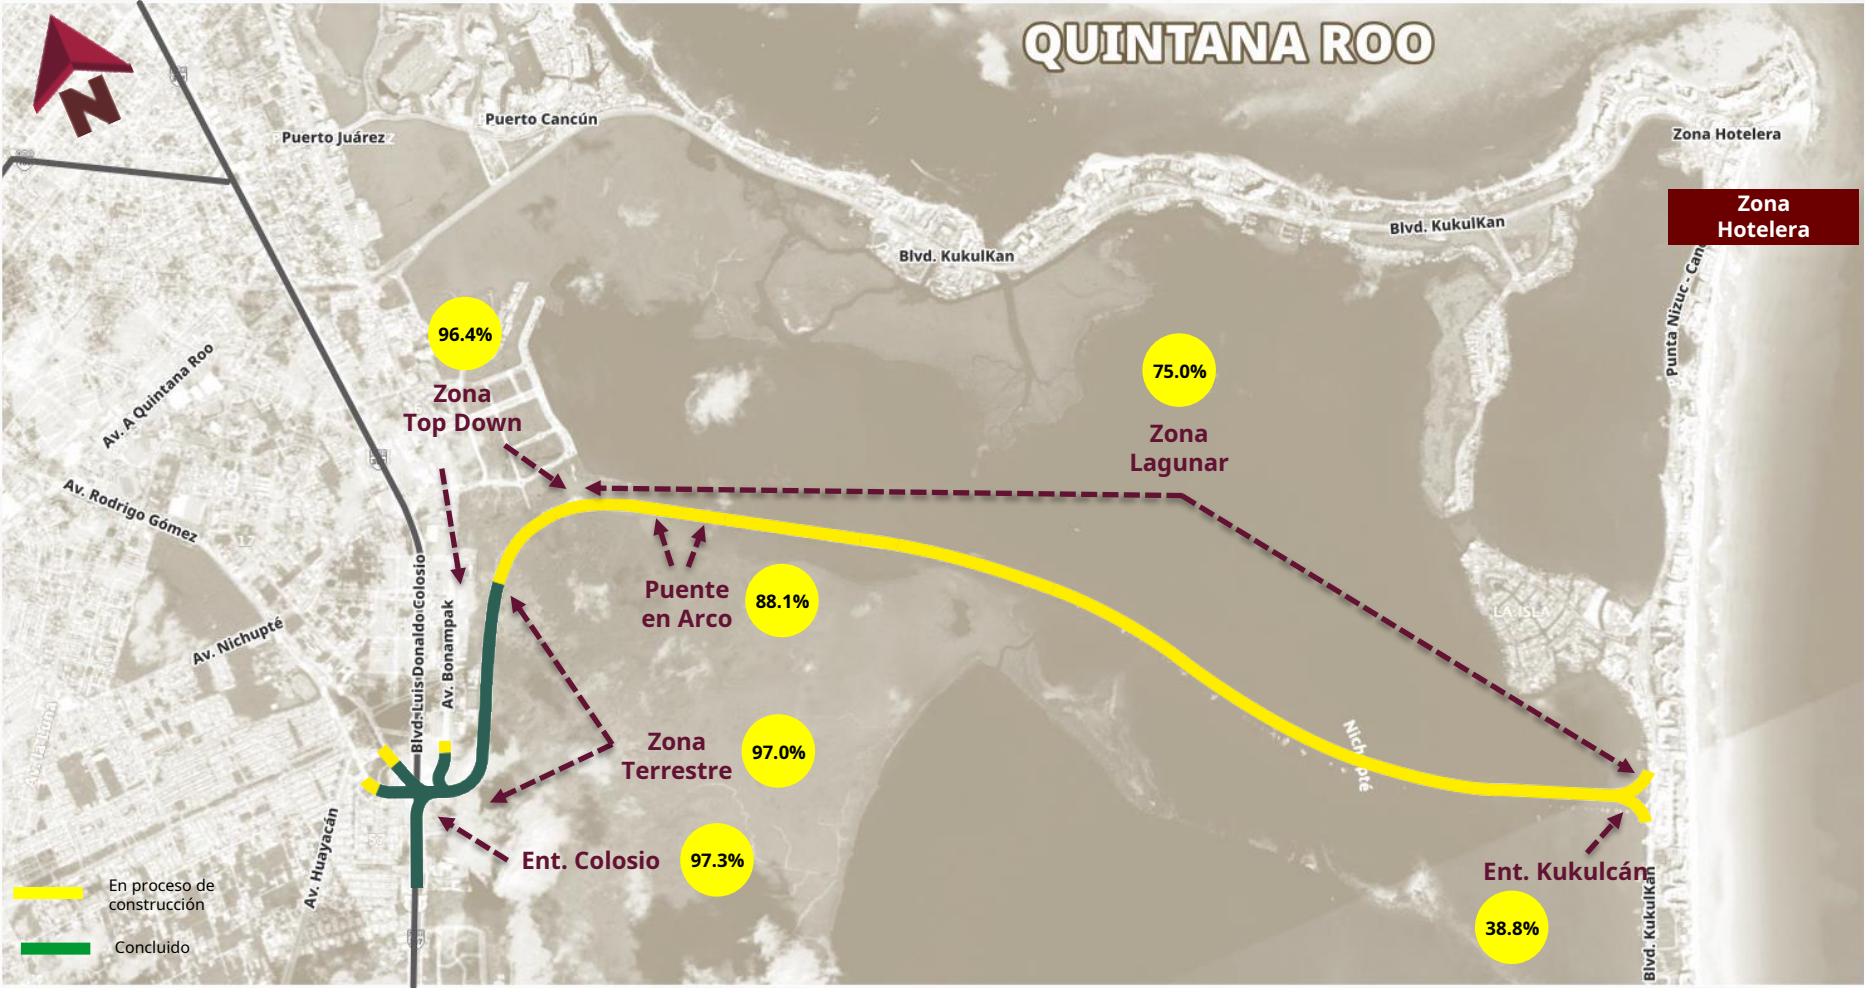 QUINTANA ROO
N
Puerto Cancún
Puerto Juárez
Zona Hotelera
Zona
Hotelera
Blvd. KukulKan
Blvd. KukulKan
Punta Nizuc - Can
96.4%
Zona
Top Down
75.0%
Zona
Lagunar
Av. A Quintana Roo
Av. Rodrigo Gómez
17
Blvd. Luis Donaldo Colosio
Av. Bonampak
Puente
en Arco
88.1%
LA ISLA
Av. Nichupté
Zona
Terrestre
97.0%
Av. Huayacán
Ent. Colosio
97.3%
Ent. Kukulcán
38.8%
Blvd. KukulKan
En proceso de
construcción
Concluido